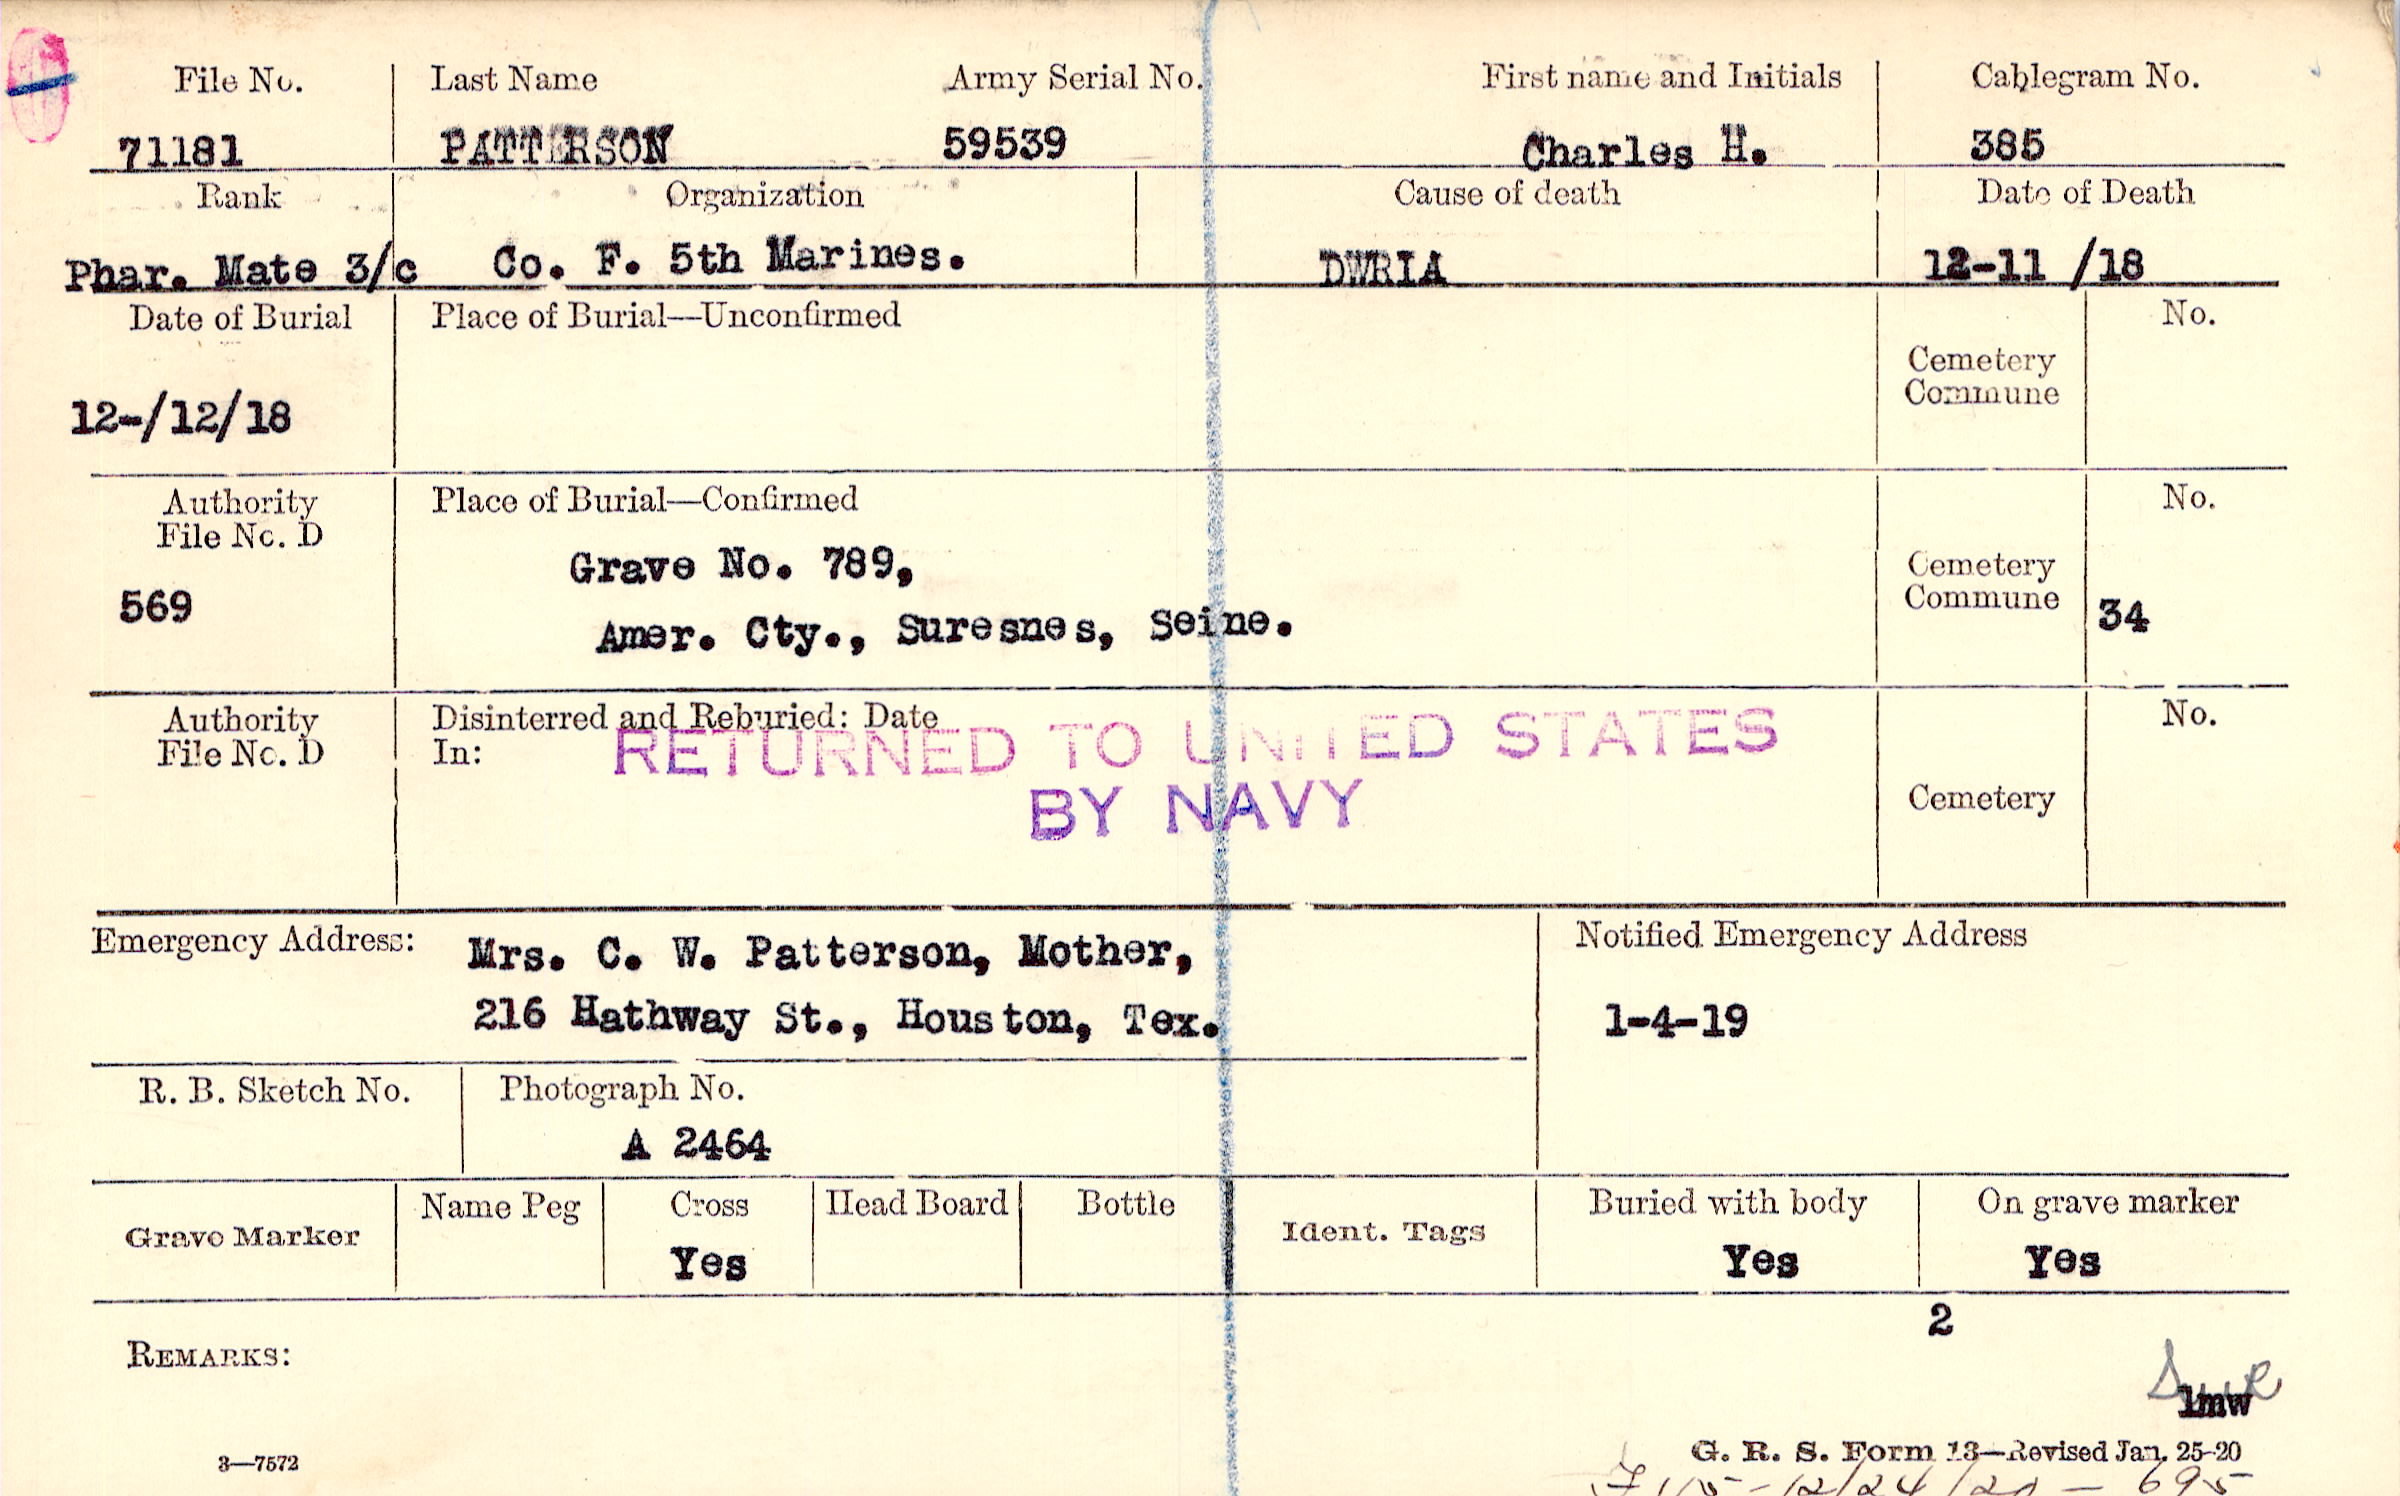 File No. Last Name Army Serial No. First name and Initials Cablegram No.
71181 PATTERSON 59539 Charles H. 385
Rank Organization Cause of death Date of Death
Phar. Mate 3/c Co. F. 5th Marines. DWRIA 12-11 /18
Date of Burial Place of Burial—Unconfirmed No.
Cemetery
Commune
12-/12/18
Authority Place of Burial—Confirmed No.
File No. D
Grave No. 789,
Cemetery
Commune
569 34
Amer. Cty., Suresnes, Seine.
Authority Disinterred and Reburied: Date No.
File No. D In:
RETURNED TO UNITED STATES
BY NAVY
Cemetery
Emergency Address: Mrs. C. W. Patterson, Mother, Notified Emergency Address
216 Hathway St., Houston, Tex. 1-4-19
R. B. Sketch No. Photograph No.
A 2464
Grave Marker Name Peg Cross Head Board Bottle Ident. Tags Buried with body On grave marker
Yes Yes Yes
2
REMARKS:
lmw
3—7572 G. R. S. Form 13—Revised Jan. 25-20
12/24/20 — 695